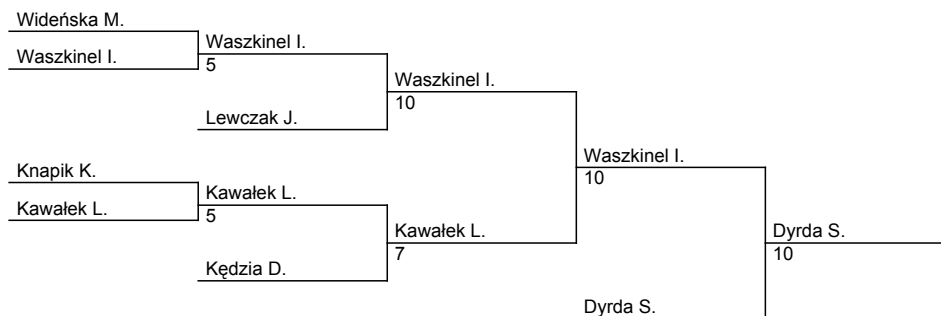 Wideńska M.
Waszkinel I.
Waszkinel I.
5
Waszkinel I.
10
Lewczak J.
Waszkinel I.
10
Knapik K.
Kawałek L.
Kawałek L.
5
Kawałek L.
7
Kędzia D.
Dyrda S.
10
Dyrda S.